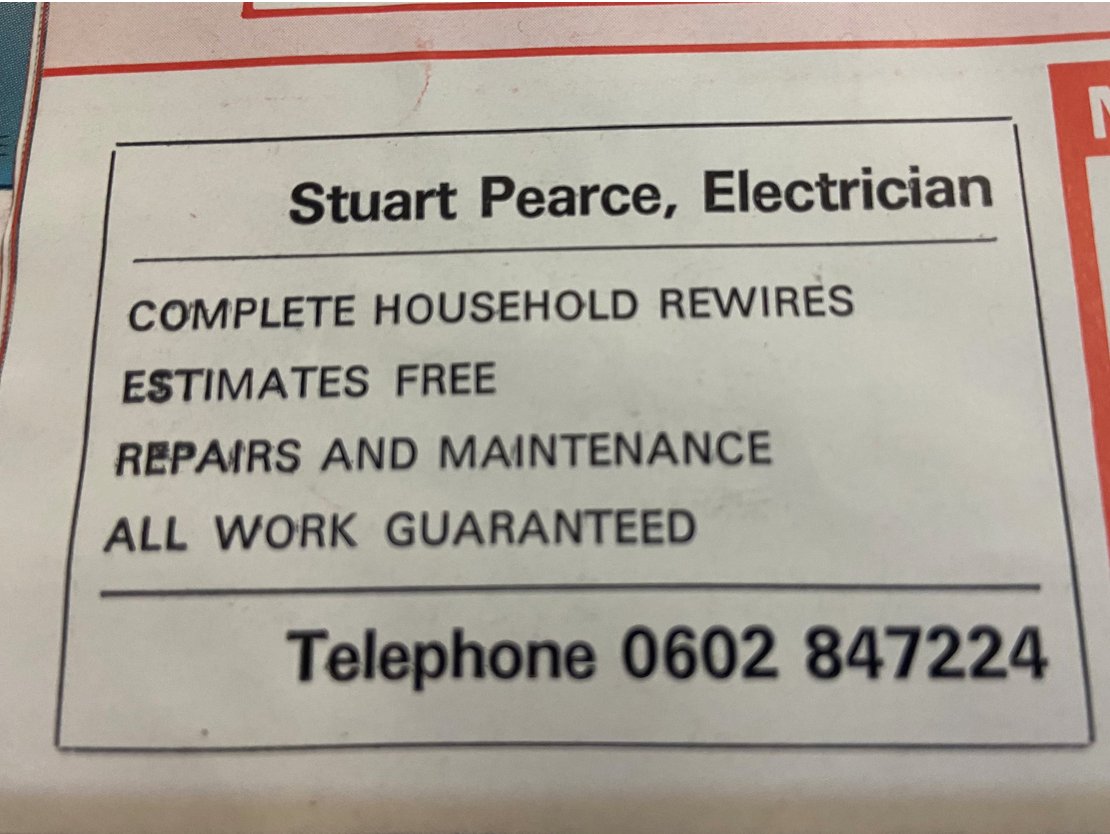 Stuart Pearce, Electrician
COMPLETE HOUSEHOLD REWIRES
ESTIMATES FREE
REPAIRS AND MAINTENANCE
ALL WORK GUARANTEED
Telephone 0602 847224